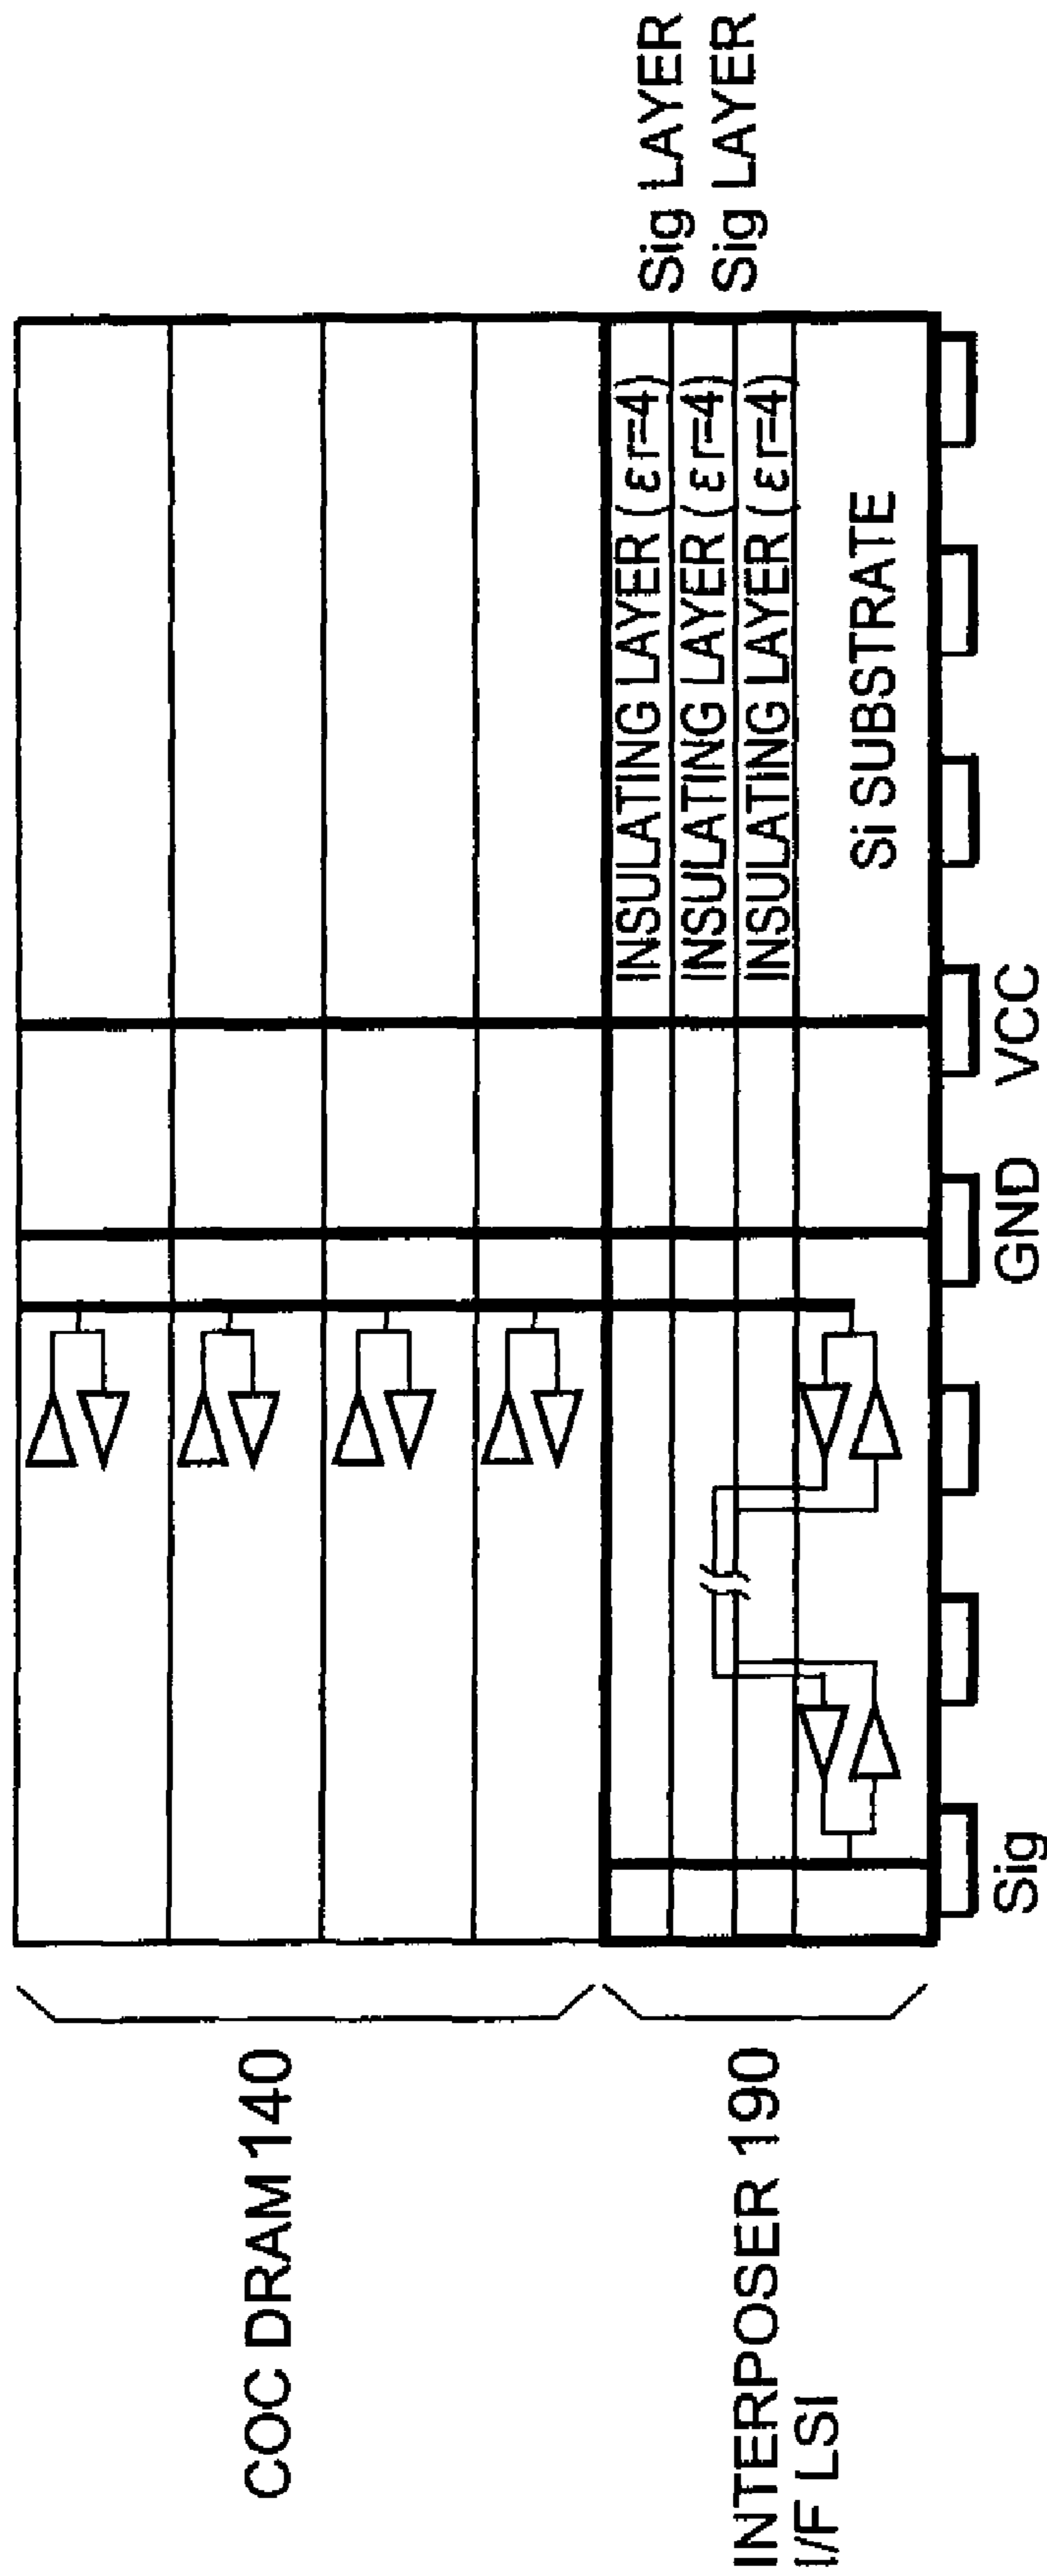 COC DRAM 140
INTERPOSER 190
I/F LSI
Sig LAYER
Sig LAYER
INSULATING LAYER (εr=4)
INSULATING LAYER (εr=4)
INSULATING LAYER (εr=4)
Si SUBSTRATE
Sig
GND
VCC